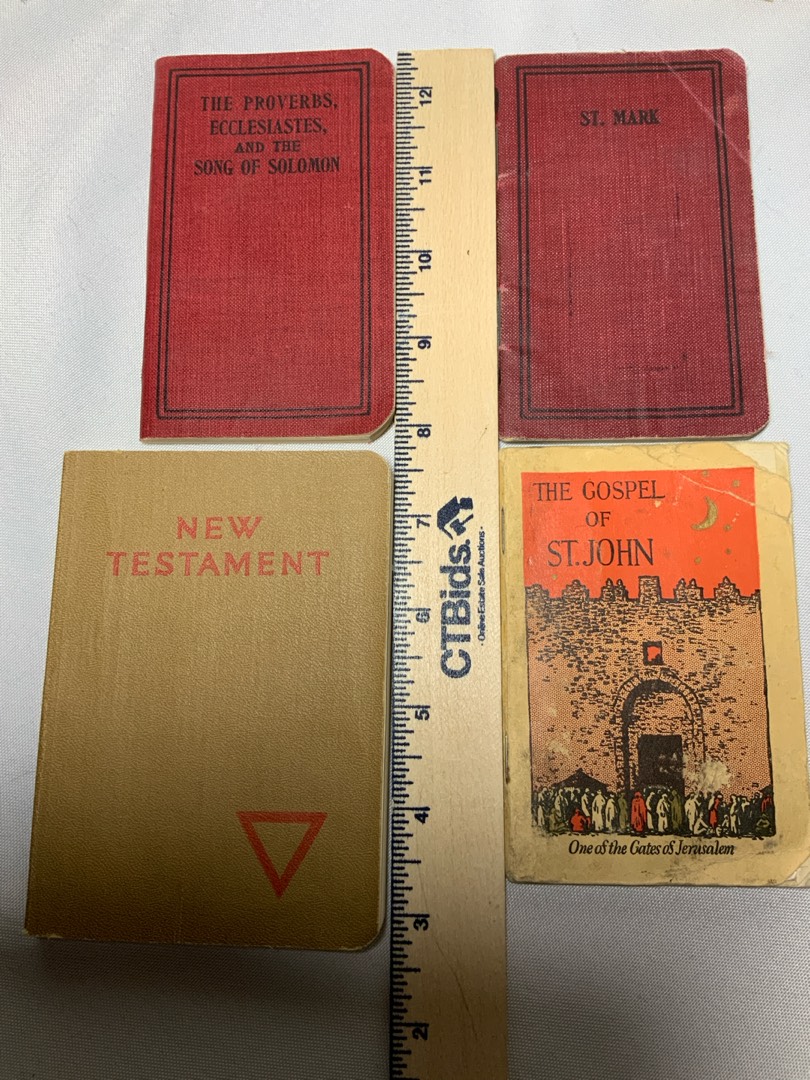 THE PROVERBS,
ECCLESIASTES,
AND THE
SONG OF SOLOMON
ST. MARK
NEW
TESTAMENT
THE GOSPEL
OF
ST. JOHN
One of the Gates of Jerusalem
12
11
10
9
8
7
6
5
4
3
2
CTBids.
- Online Estate Sale Auctions -